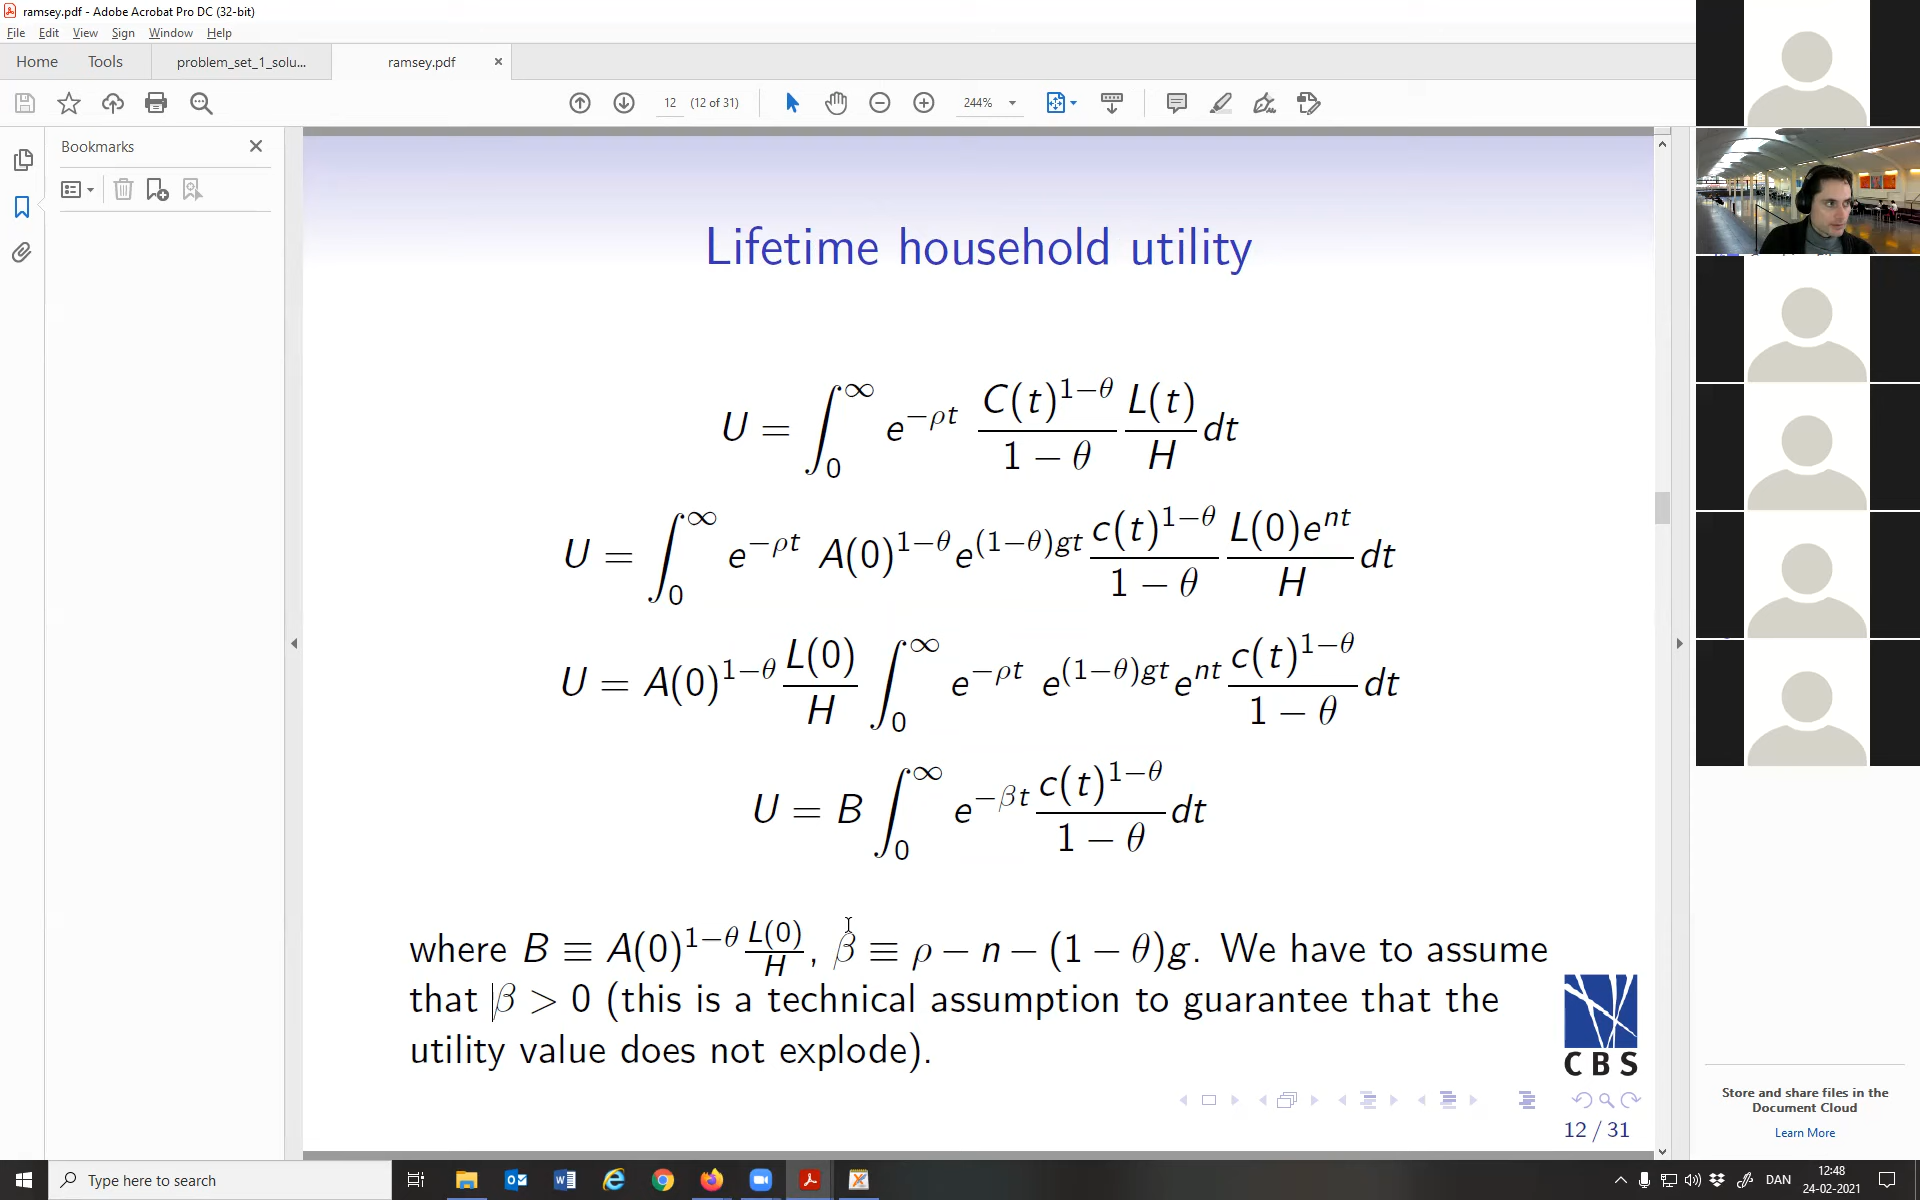 ramsey.pdf - Adobe Acrobat Pro DC (32-bit)
File Edit View Sign Window Help
Home Tools problem_set_1_solu... ramsey.pdf ×
12 (12 of 31) 244%
Bookmarks
Lifetime household utility
U = ∫₀^∞ e^{−ρt} C(t)^{1−θ}/(1 − θ) L(t)/H dt
U = ∫₀^∞ e^{−ρt} A(0)^{1−θ} e^{(1−θ)gt} c(t)^{1−θ}/(1 − θ) L(0)e^{nt}/H dt
U = A(0)^{1−θ} L(0)/H ∫₀^∞ e^{−ρt} e^{(1−θ)gt} e^{nt} c(t)^{1−θ}/(1 − θ) dt
U = B ∫₀^∞ e^{−βt} c(t)^{1−θ}/(1 − θ) dt
where B ≡ A(0)^{1−θ} L(0)/H, β ≡ ρ − n − (1 − θ)g. We have to assume
that β > 0 (this is a technical assumption to guarantee that the
utility value does not explode).
CBS
12 / 31
Store and share files in the
Document Cloud
Learn More
Type here to search
DAN
12:48
24-02-2021